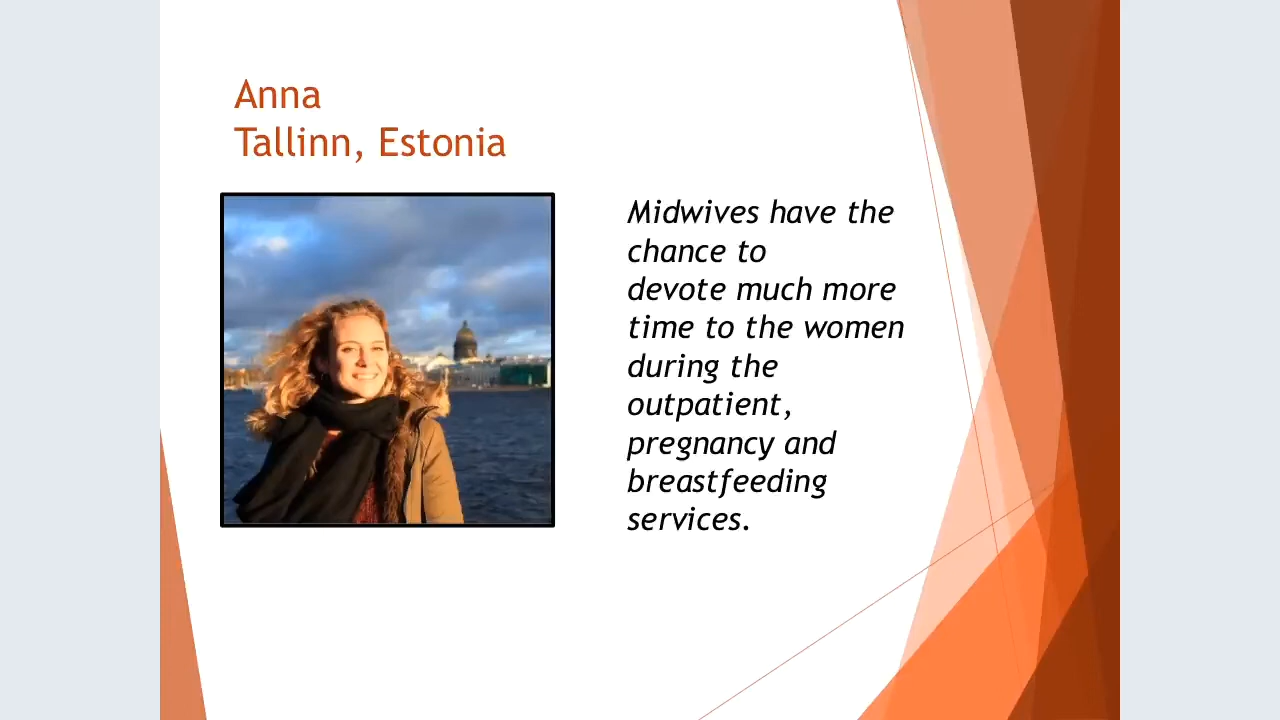 Anna
Tallinn, Estonia
Midwives have the
chance to
devote much more
time to the women
during the
outpatient,
pregnancy and
breastfeeding
services.